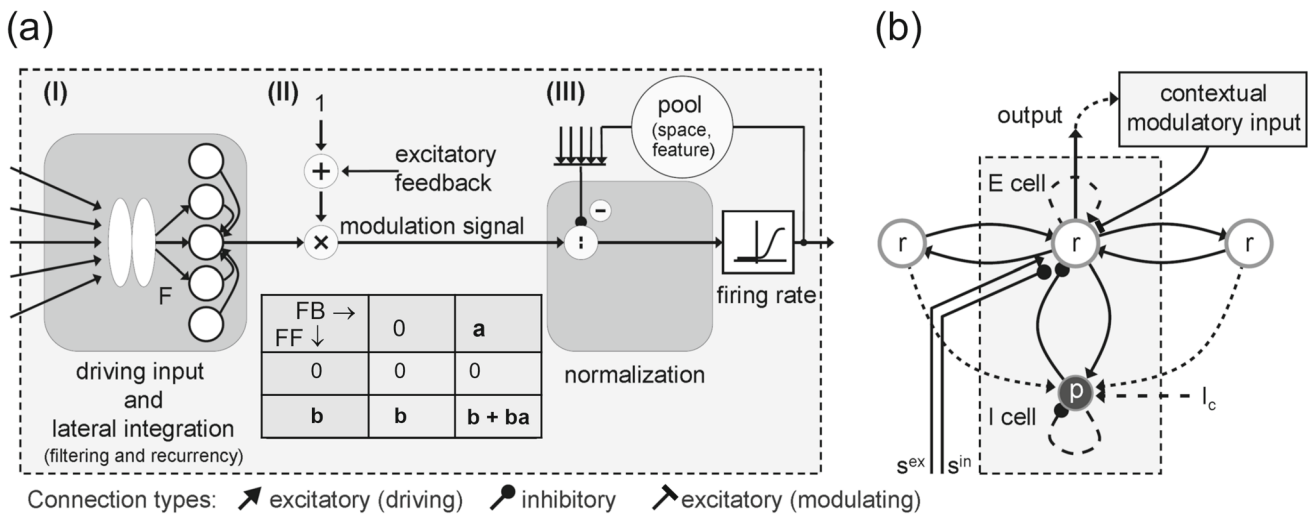 (a)
(I)
(II)
(III)
1
+
excitatory
feedback
×
modulation signal
pool
(space,
feature)
−
firing rate
F
driving input
and
lateral integration
(filtering and recurrency)
FB → 0 a
FF ↓
0 0 0
b b b + ba
normalization
(b)
output
contextual
modulatory input
E cell
r r r
p
I cell
Ic
s^ex s^in
Connection types: excitatory (driving) inhibitory excitatory (modulating)